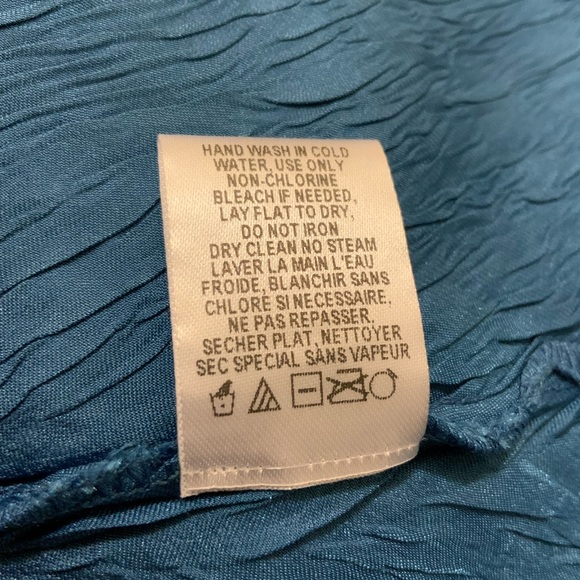 HAND WASH IN COLD
WATER, USE ONLY
NON-CHLORINE
BLEACH IF NEEDED,
LAY FLAT TO DRY,
DO NOT IRON
DRY CLEAN NO STEAM
LAVER LA MAIN L'EAU
FROIDE, BLANCHIR SANS
CHLORE SI NECESSAIRE,
NE PAS REPASSER.
SECHER PLAT, NETTOYER
SEC SPECIAL SANS VAPEUR